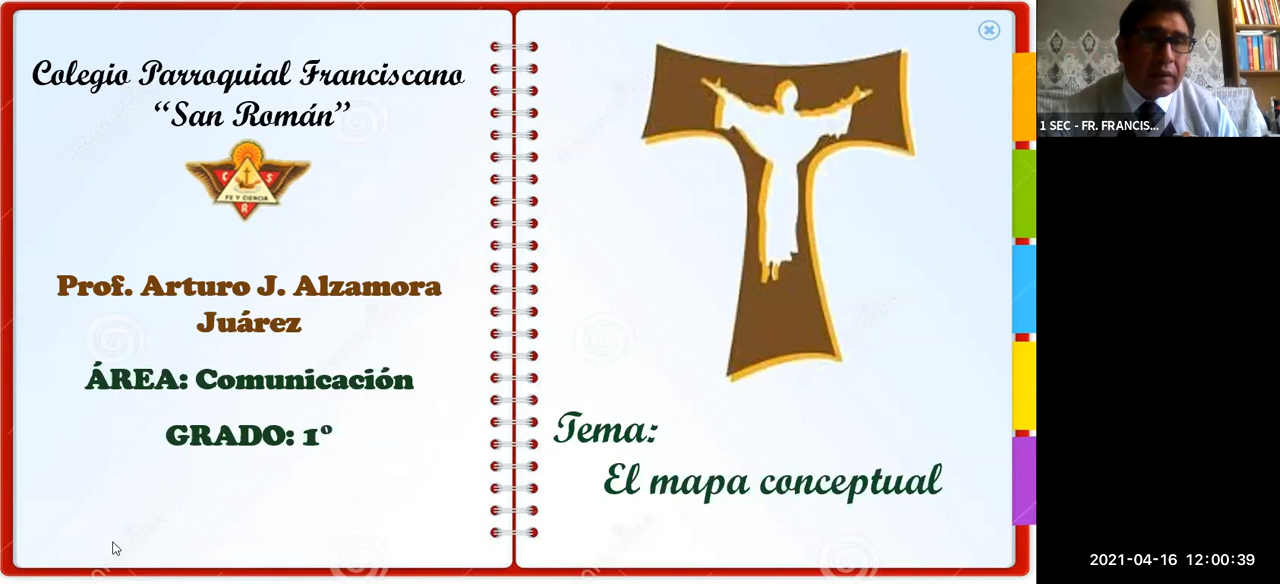 Colegio Parroquial Franciscano
“San Román”
C S
FE Y CIENCIA
R
Prof. Arturo J. Alzamora
Juárez
ÁREA: Comunicación
GRADO: 1º
Tema:
El mapa conceptual
1 SEC - FR. FRANCIS...
2021-04-16 12:00:39